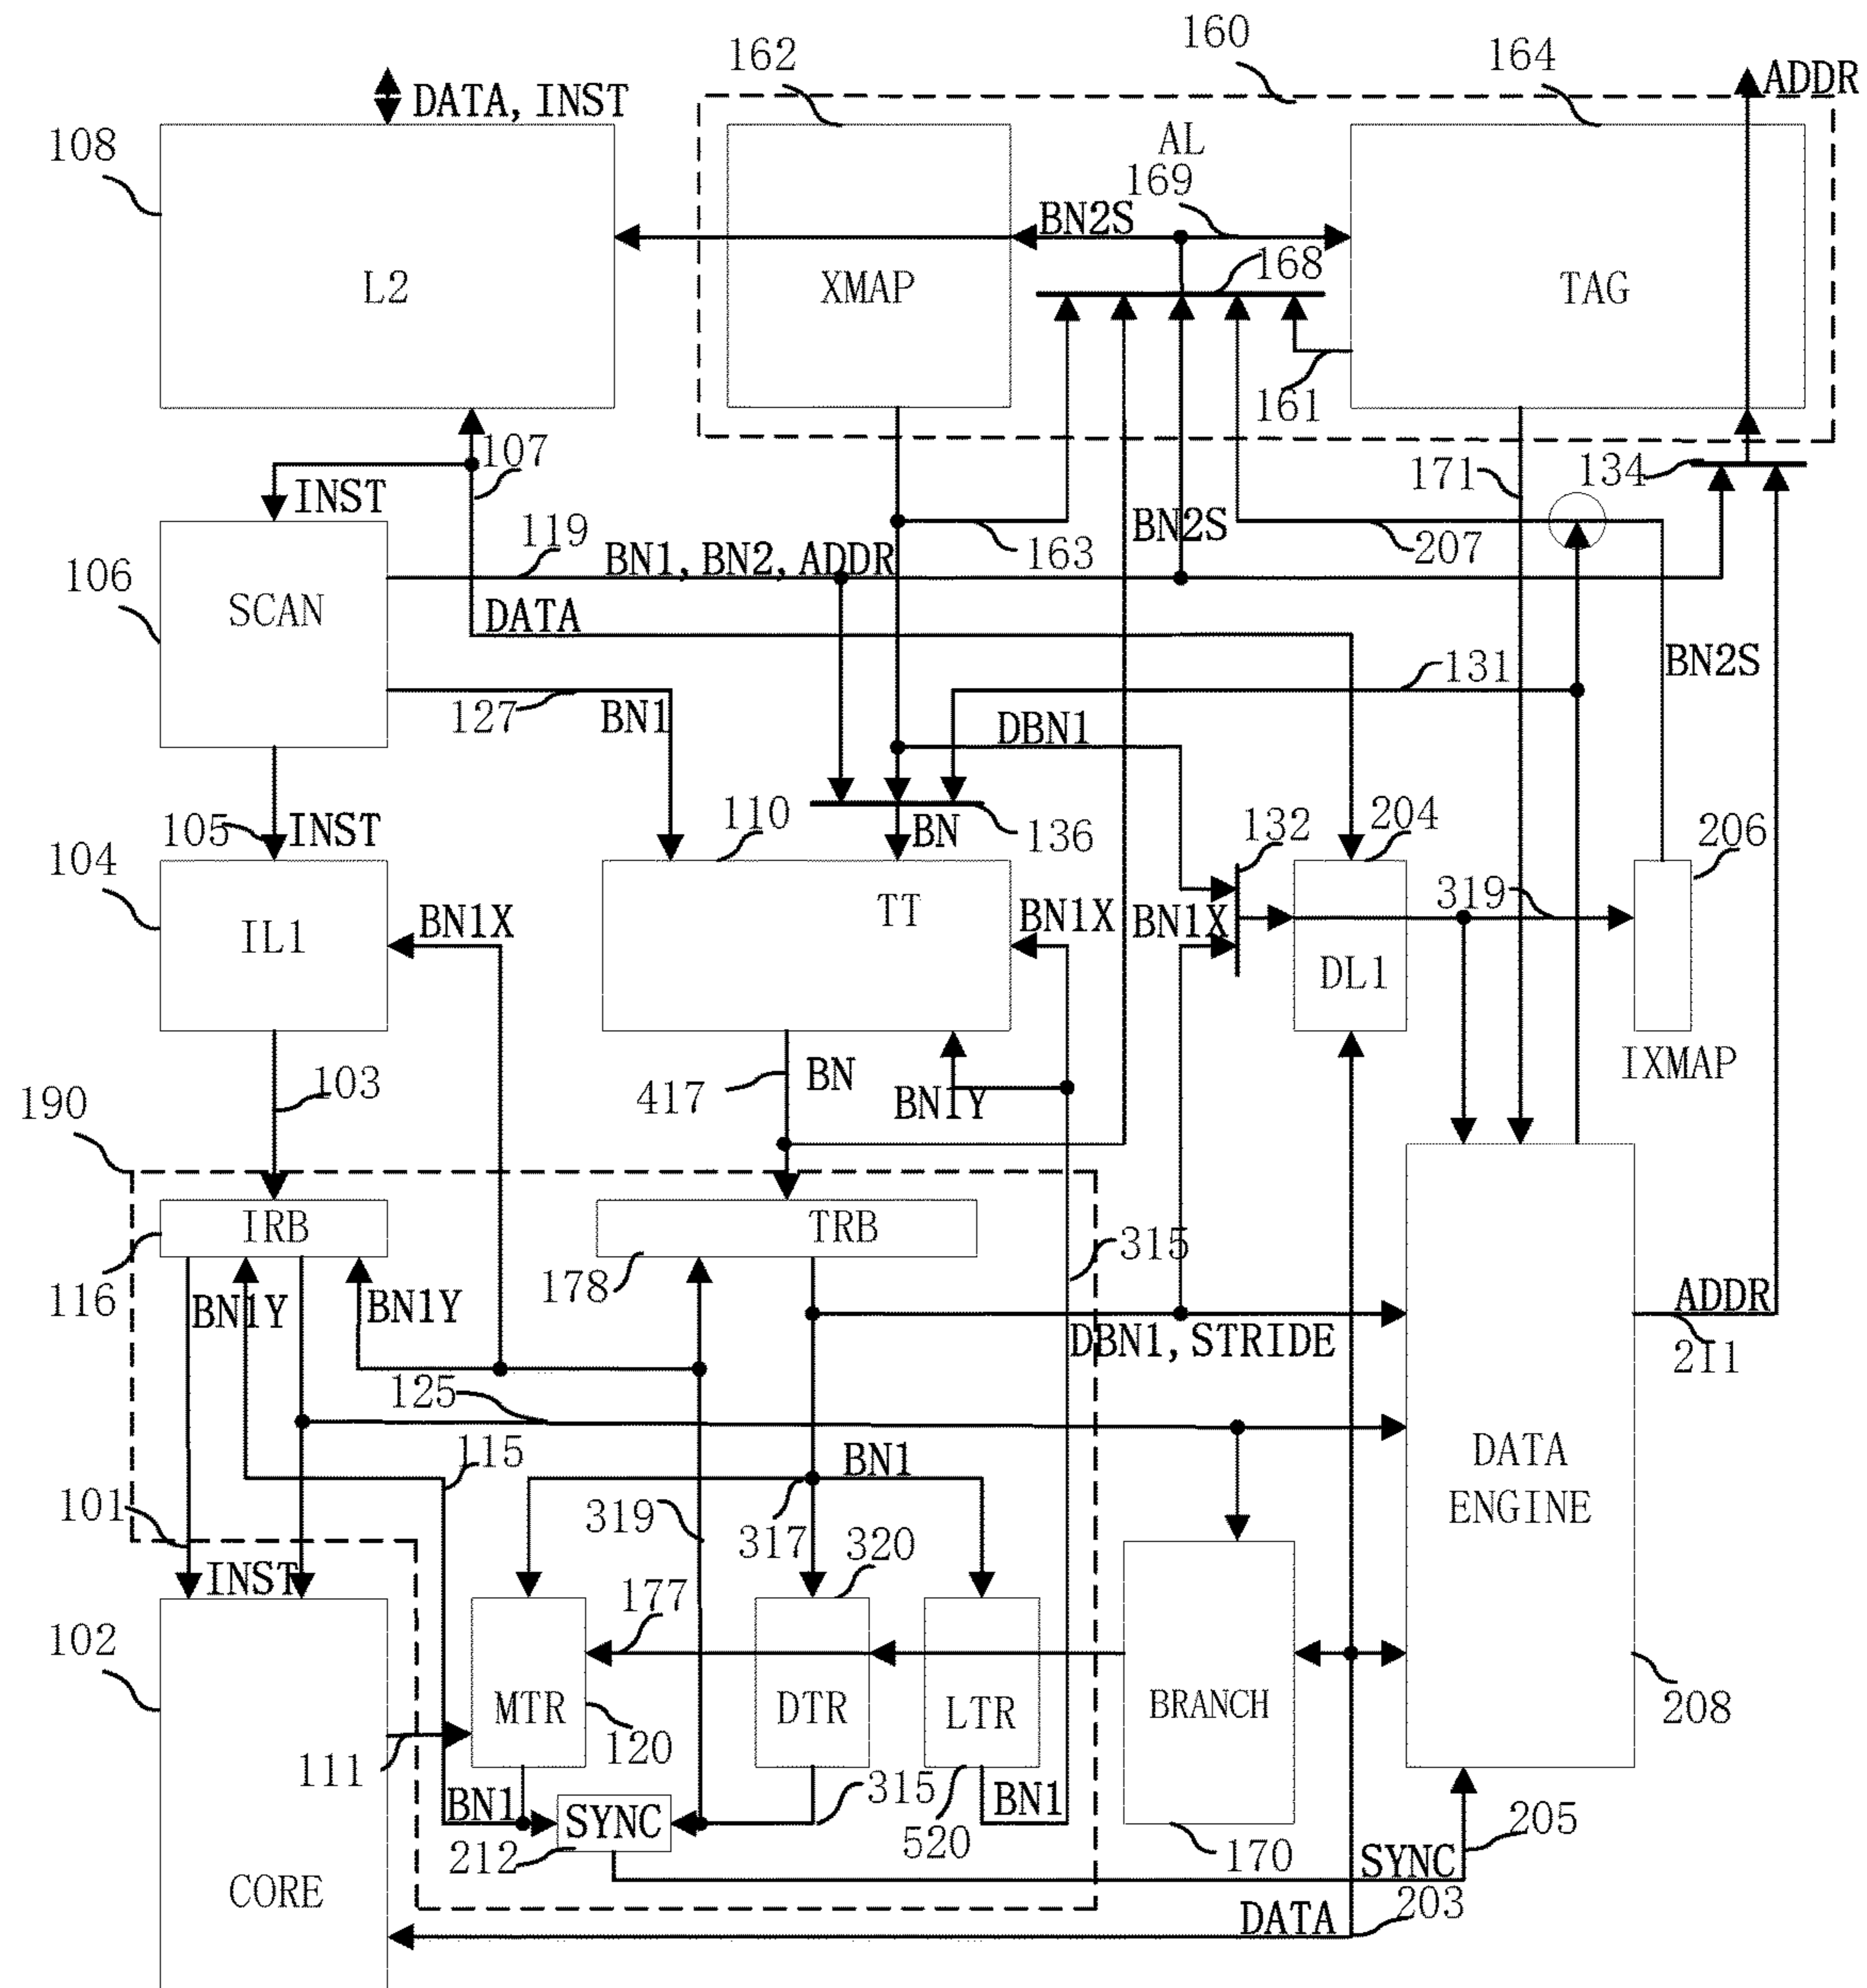 160
162
164
ADDR
DATA, INST
108
AL
169
BN2S
168
L2
XMAP
TAG
161
107
171
134
INST
119
BN2S
163
207
106
BN1, BN2, ADDR
SCAN
DATA
BN2S
131
127
BN1
DBN1
110
132
204
105
INST
BN
136
206
104
TT
319
BN1X
BN1X
BN1X
IL1
DL1
IXMAP
103
417
BN
BN1Y
190
IRB
TRB
315
116
178
BN1Y
BN1Y
ADDR
DBN1, STRIDE
211
125
115
BN1
DATA
ENGINE
101
319
317
320
INST
177
102
MTR
DTR
LTR
BRANCH
208
120
111
BN1
SYNC
315
BN1
205
212
520
170
SYNC
CORE
DATA
203